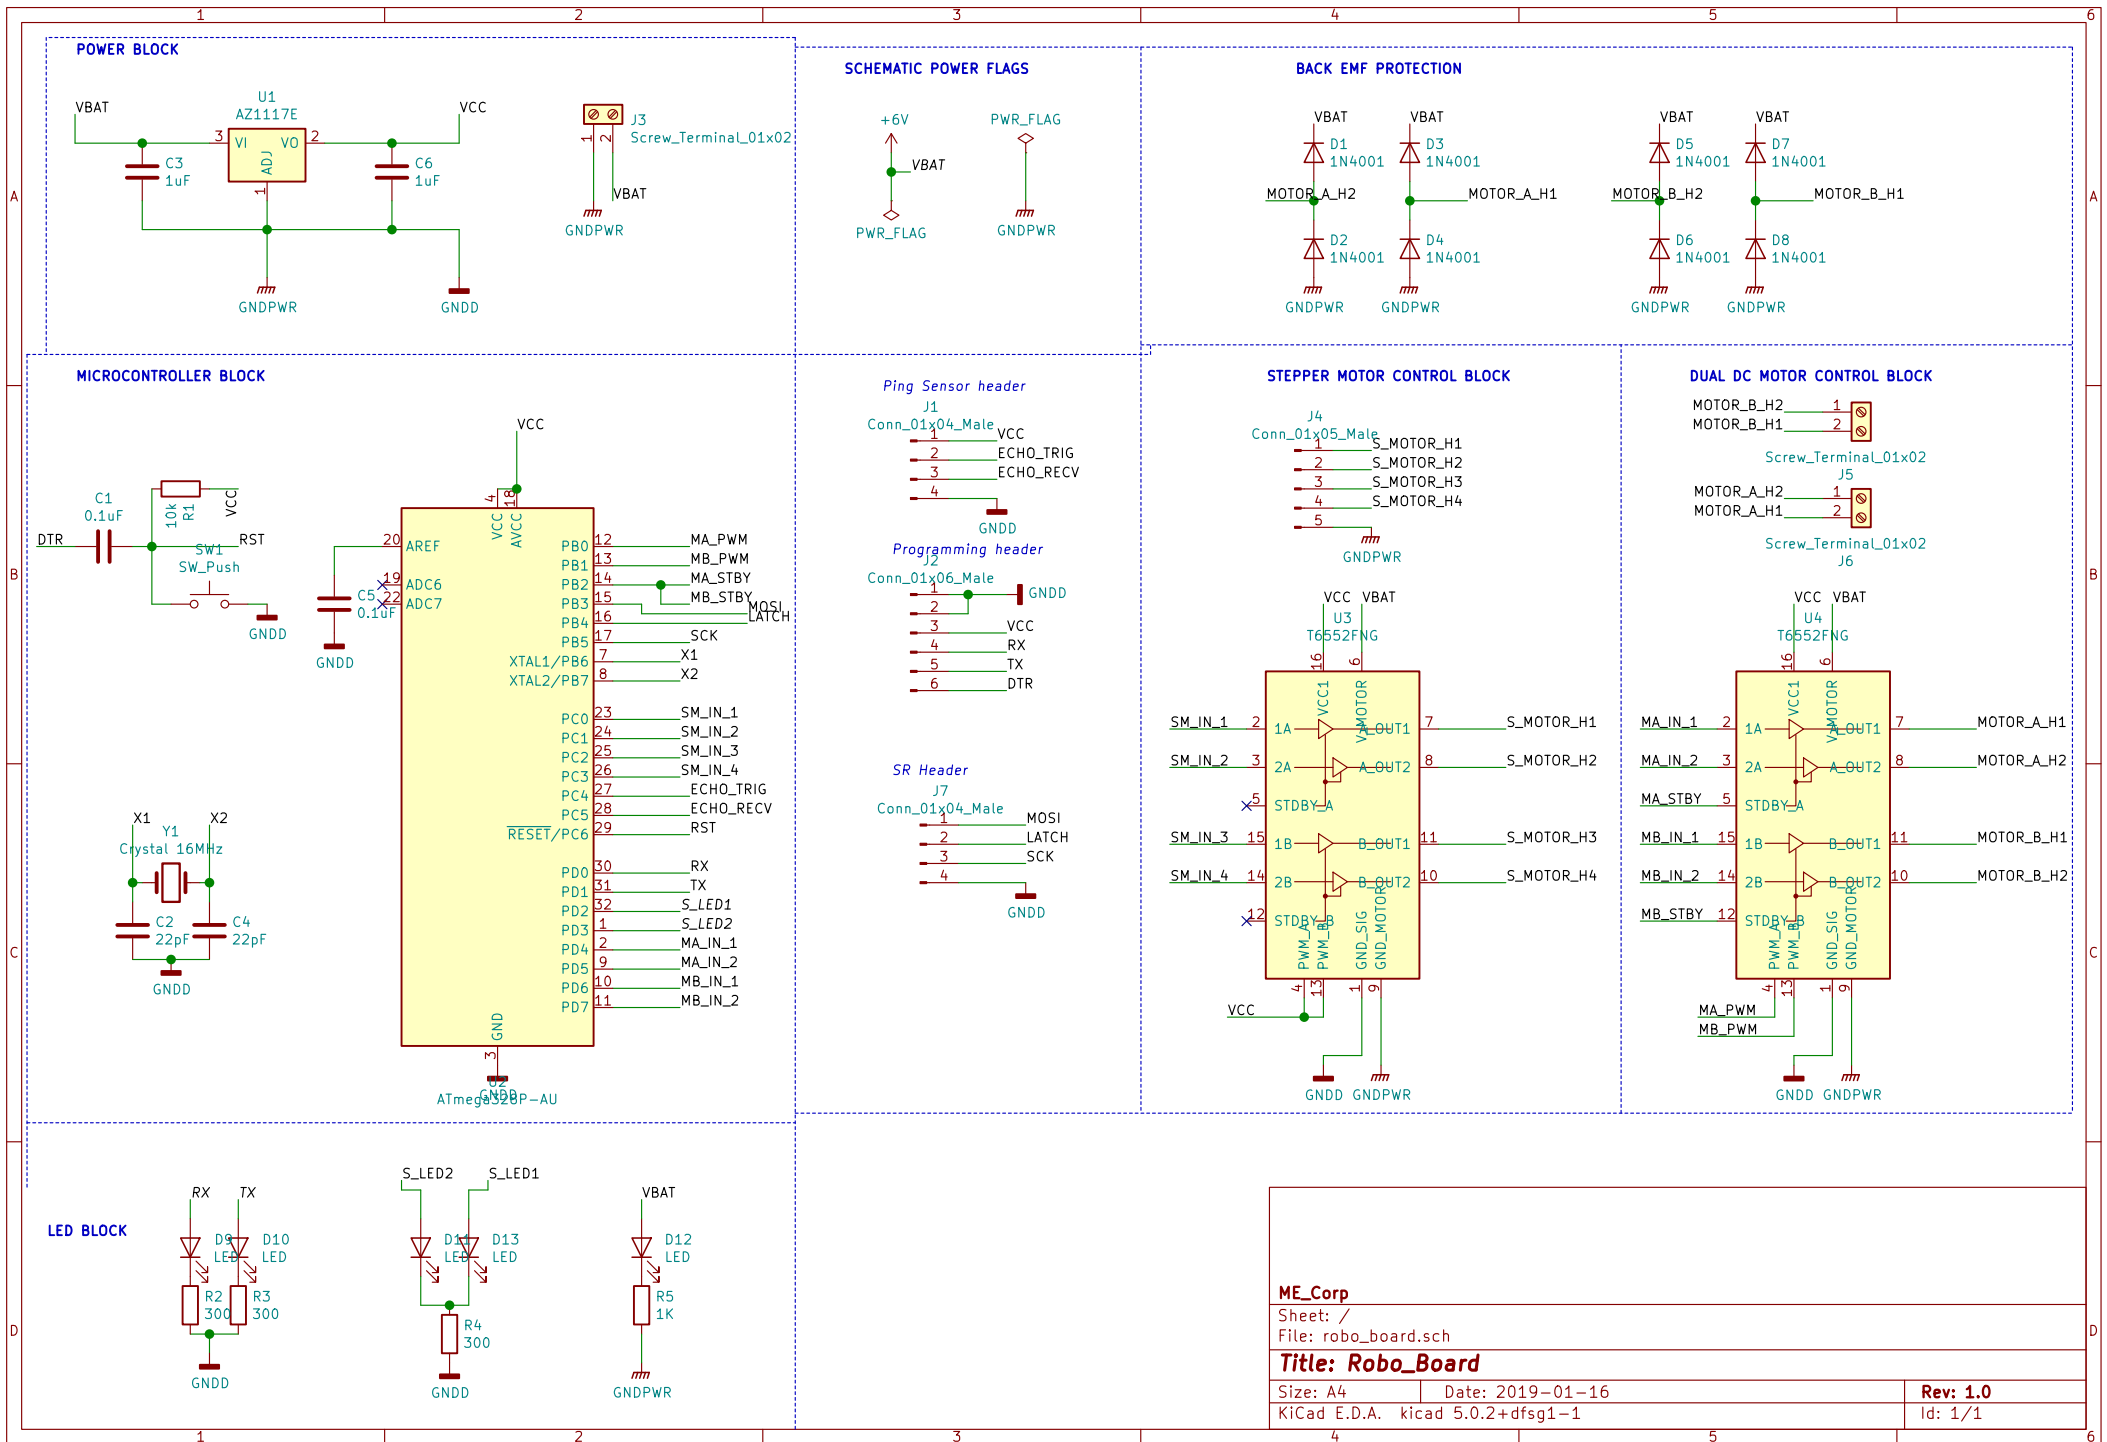 1 2 3 4 5 6
POWER BLOCK
VBAT
U1
AZ1117E
VCC
3 VI VO 2
ADJ
1
C3
1uF
C6
1uF
GNDPWR
GNDD
J3
Screw_Terminal_01x02
1 2
VBAT
GNDPWR
SCHEMATIC POWER FLAGS
+6V
VBAT
PWR_FLAG
PWR_FLAG
GNDPWR
BACK EMF PROTECTION
VBAT VBAT VBAT VBAT
D1
1N4001
D3
1N4001
D5
1N4001
D7
1N4001
MOTOR_A_H2 MOTOR_A_H1 MOTOR_B_H2 MOTOR_B_H1
D2
1N4001
D4
1N4001
D6
1N4001
D8
1N4001
GNDPWR GNDPWR GNDPWR GNDPWR
A A
MICROCONTROLLER BLOCK
VCC
10k
R1
VCC
C1
0.1uF
DTR
RST
SW1
SW_Push
GNDD
C5
0.1uF
GNDD
4 18
VCC
AVCC
20 AREF
19 ADC6
22 ADC7
PB0 12 MA_PWM
PB1 13 MB_PWM
PB2 14 MA_STBY
MB_STBY
PB3 15 MOSI
PB4 16 LATCH
PB5 17 SCK
XTAL1/PB6 7 X1
XTAL2/PB7 8 X2
PC0 23 SM_IN_1
PC1 24 SM_IN_2
PC2 25 SM_IN_3
PC3 26 SM_IN_4
PC4 27 ECHO_TRIG
PC5 28 ECHO_RECV
RESET/PC6 29 RST
PD0 30 RX
PD1 31 TX
PD2 32 S_LED1
PD3 1 S_LED2
PD4 2 MA_IN_1
PD5 9 MA_IN_2
PD6 10 MB_IN_1
PD7 11 MB_IN_2
GND
3
U2
GNDD
ATmega328P-AU
X1 X2
Y1
Crystal 16MHz
C2
22pF
C4
22pF
GNDD
Ping Sensor header
J1
Conn_01x04_Male
1 VCC
2 ECHO_TRIG
3 ECHO_RECV
4
GNDD
Programming header
J2
Conn_01x06_Male
1 GNDD
2
3 VCC
4 RX
5 TX
6 DTR
SR Header
J7
Conn_01x04_Male
1 MOSI
2 LATCH
3 SCK
4
GNDD
STEPPER MOTOR CONTROL BLOCK
J4
Conn_01x05_Male
1 S_MOTOR_H1
2 S_MOTOR_H2
3 S_MOTOR_H3
4 S_MOTOR_H4
5
GNDPWR
VCC VBAT
U3
T6552FNG
16 6
VCC1
V_MOTOR
SM_IN_1 2 1A A_OUT1 7 S_MOTOR_H1
SM_IN_2 3 2A A_OUT2 8 S_MOTOR_H2
5 STDBY_A
SM_IN_3 15 1B B_OUT1 11 S_MOTOR_H3
SM_IN_4 14 2B B_OUT2 10 S_MOTOR_H4
12 STDBY_B
PWM_A PWM_B GND_SIG GND_MOTOR
4 13 1 9
VCC
GNDD GNDPWR
DUAL DC MOTOR CONTROL BLOCK
MOTOR_B_H2 1
MOTOR_B_H1 2
Screw_Terminal_01x02
J5
MOTOR_A_H2 1
MOTOR_A_H1 2
Screw_Terminal_01x02
J6
VCC VBAT
U4
T6552FNG
16 6
VCC1
V_MOTOR
MA_IN_1 2 1A A_OUT1 7 MOTOR_A_H1
MA_IN_2 3 2A A_OUT2 8 MOTOR_A_H2
MA_STBY 5 STDBY_A
MB_IN_1 15 1B B_OUT1 11 MOTOR_B_H1
MB_IN_2 14 2B B_OUT2 10 MOTOR_B_H2
MB_STBY 12 STDBY_B
PWM_A PWM_B GND_SIG GND_MOTOR
4 13 1 9
MA_PWM
MB_PWM
GNDD GNDPWR
B B
C C
LED BLOCK
RX TX
D9
LED
D10
LED
R2
300
R3
300
GNDD
S_LED2 S_LED1
D11
LED
D13
LED
R4
300
GNDD
VBAT
D12
LED
R5
1K
GNDPWR
D D
ME_Corp
Sheet: /
File: robo_board.sch
Title: Robo_Board
Size: A4 Date: 2019-01-16 Rev: 1.0
KiCad E.D.A. kicad 5.0.2+dfsg1-1 Id: 1/1
1 2 3 4 5 6